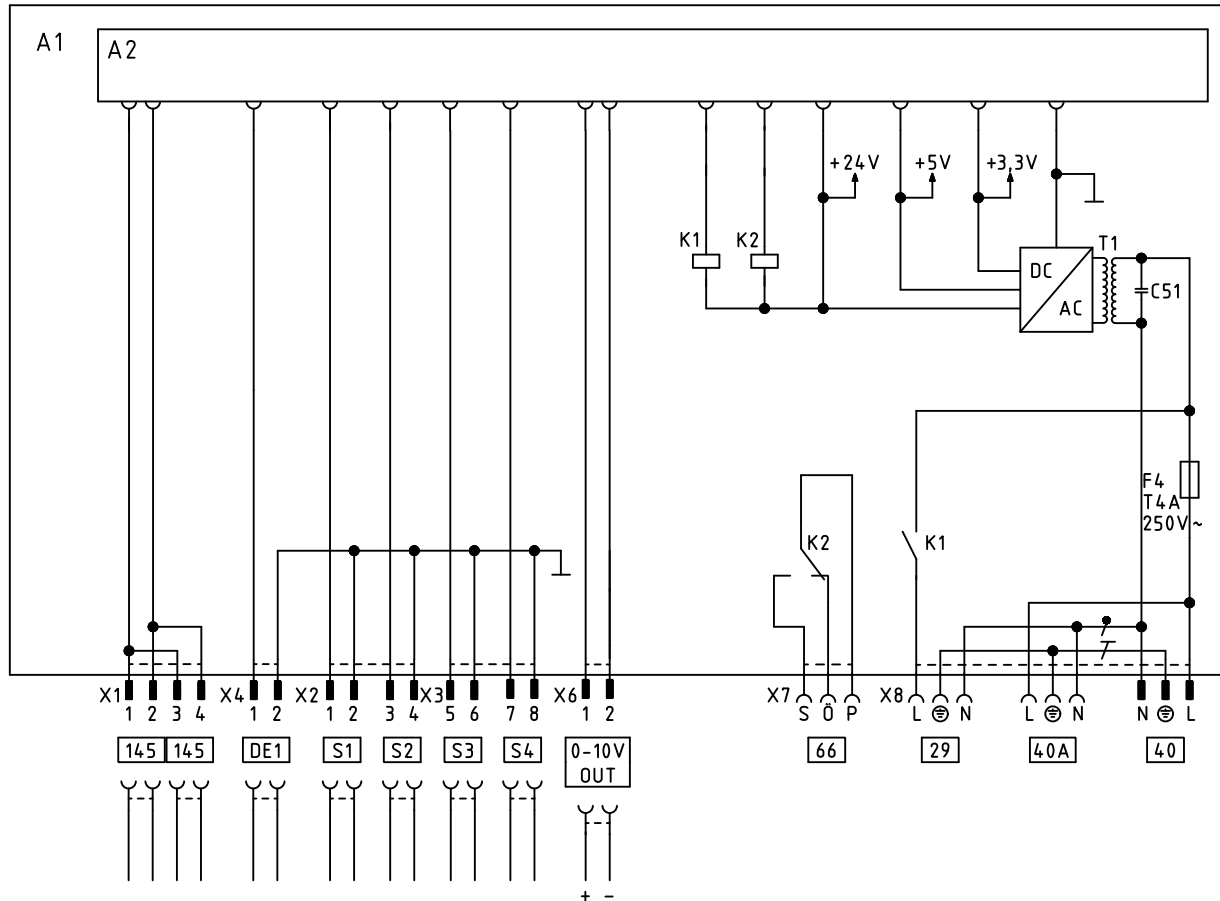 A1
A2
+24V
+5V
+3,3V
K1
K2
T1
DC
AC
C51
F4
T4A
250V~
K2
K1
X1
X4
X2
X3
X6
X7
X8
1 2 3 4
1 2
1 2 3 4
5 6 7 8
1 2
S Ö P
L N
L N
N L
145
145
DE1
S1
S2
S3
S4
0-10V
OUT
66
29
40A
40
+ -